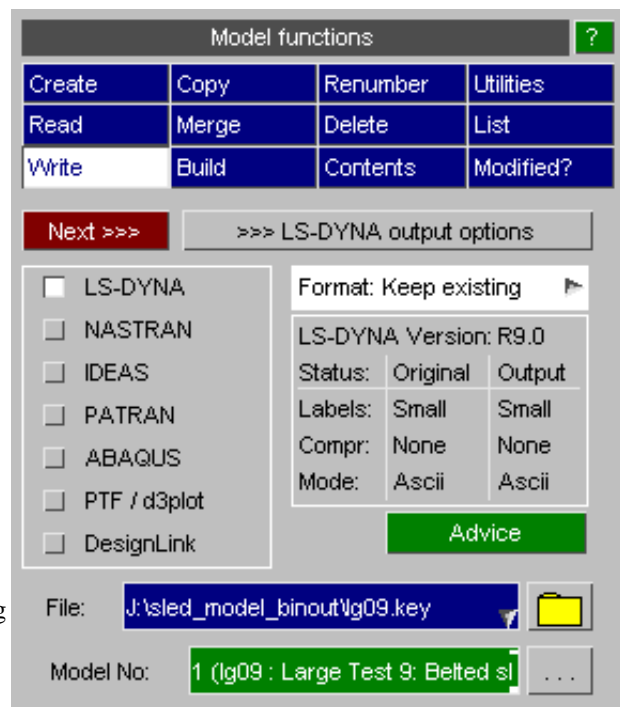 Model functions ?
Create Copy Renumber Utilities
Read Merge Delete List
Write Build Contents Modified?
Next >>> >>> LS-DYNA output options
LS-DYNA
NASTRAN
IDEAS
PATRAN
ABAQUS
PTF / d3plot
DesignLink
Format: Keep existing
LS-DYNA Version: R9.0
Status: Original Output
Labels: Small Small
Compr: None None
Mode: Ascii Ascii
Advice
g
File: J:\sled_model_binout\lg09.key
Model No: 1 (lg09 : Large Test 9: Belted sl ...